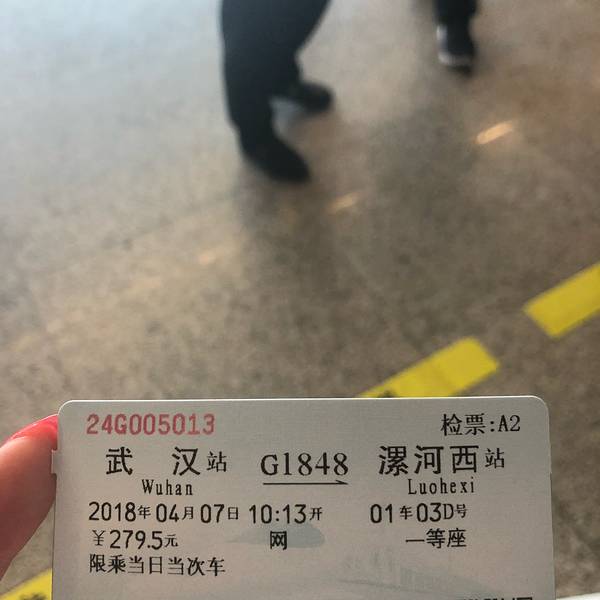 24G005013 检票:A2
武汉站 G1848 漯河西站
Wuhan Luohexi
2018年04月07日10:13开 01车03D号
￥279.5元 网 一等座
限乘当日当次车